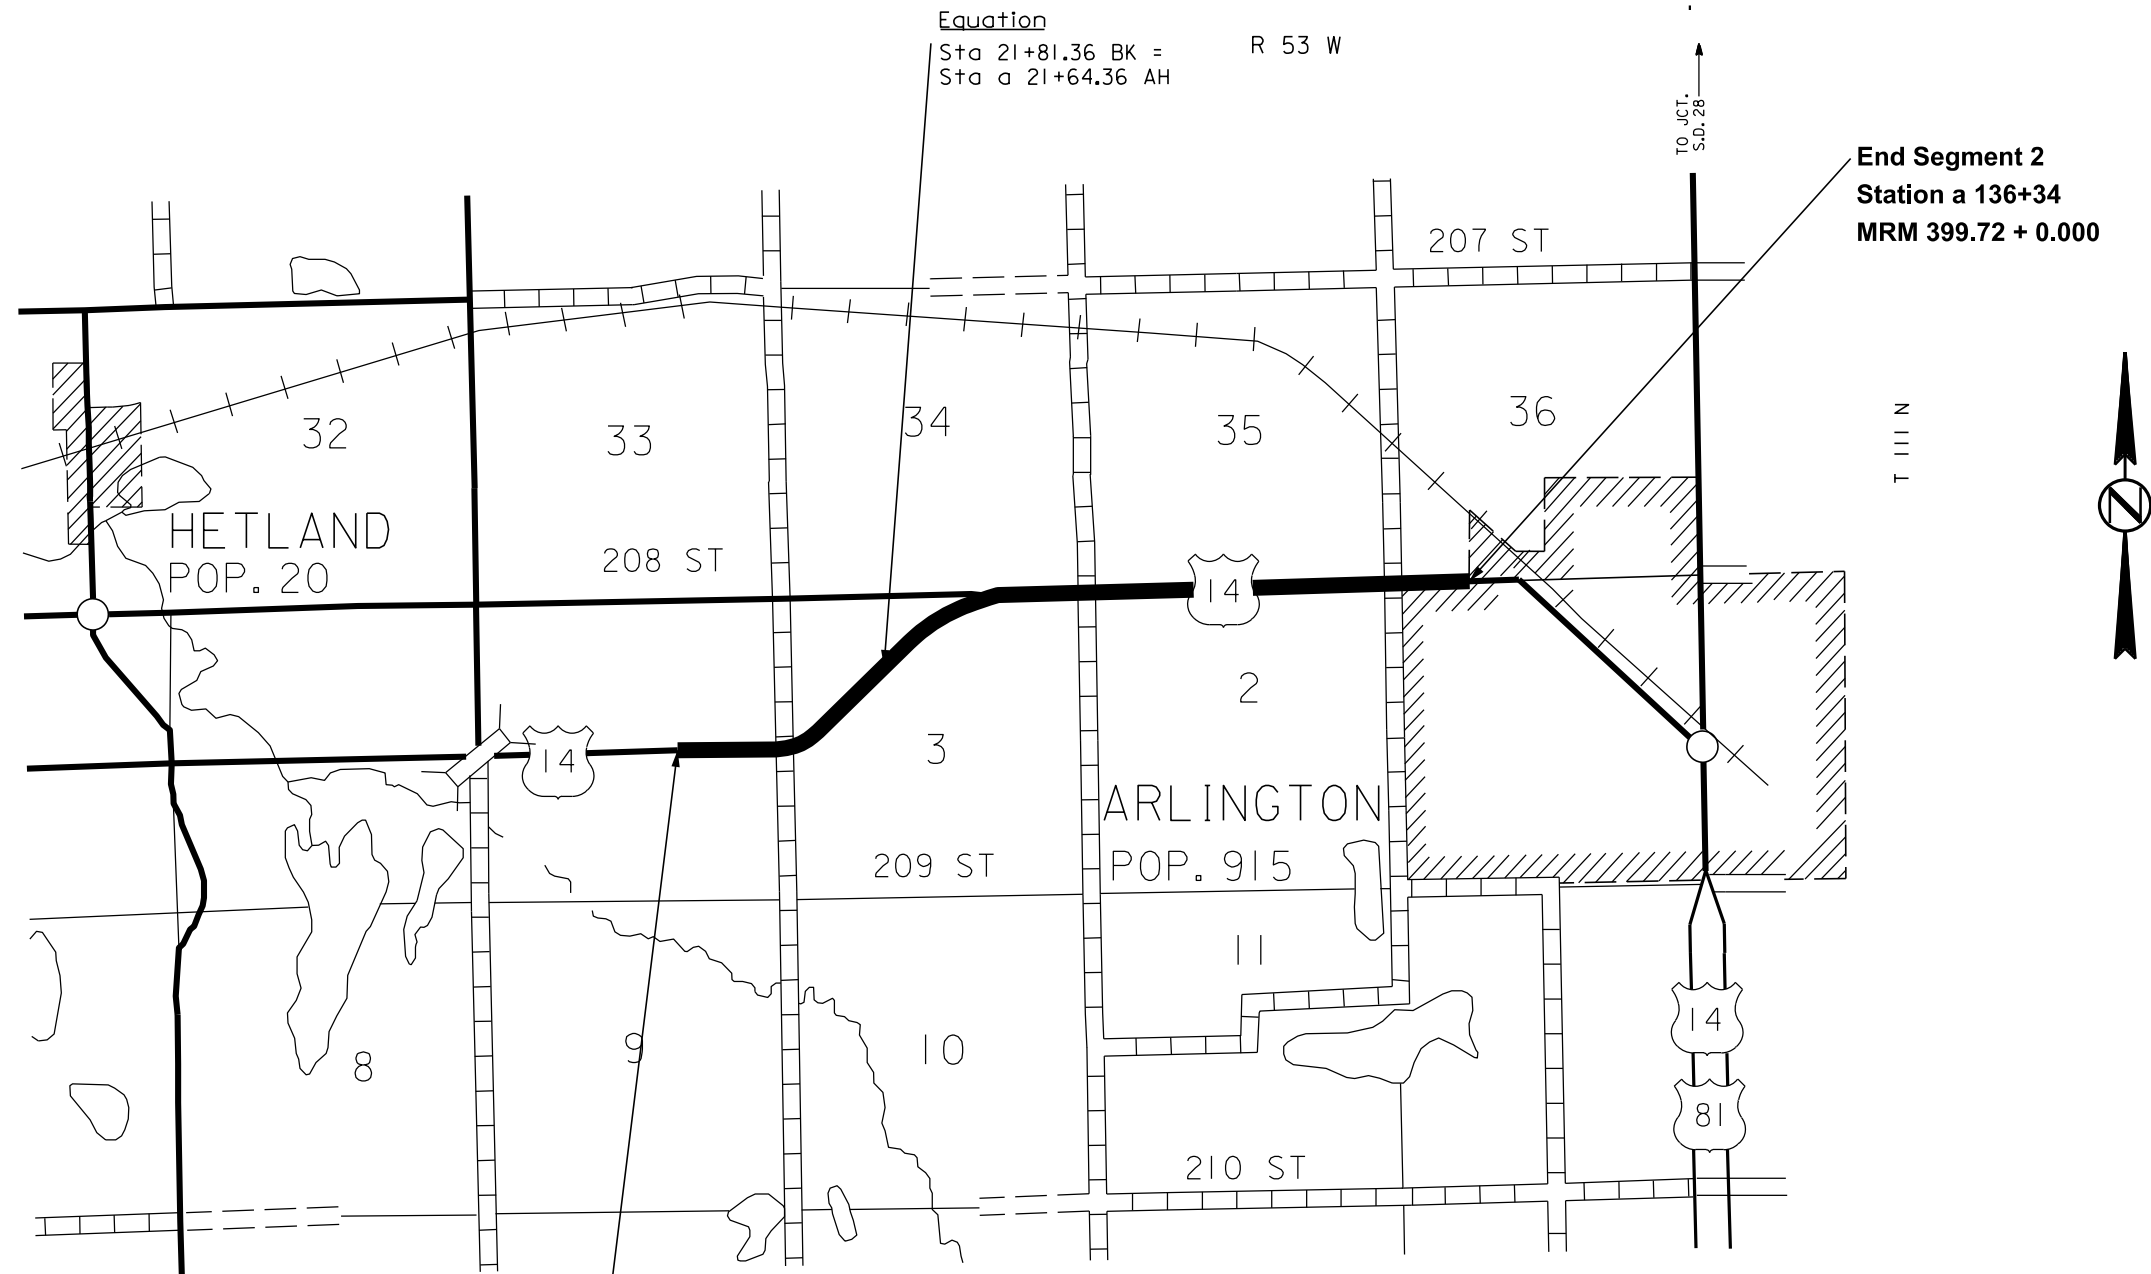 Equation
Sta 21+81.36 BK =
Sta a 21+64.36 AH
R 53 W
TO JCT.
S.D. 28
End Segment 2
Station a 136+34
MRM 399.72 + 0.000
207 ST
32
33
34
35
36
T 111 N
N
HETLAND
POP. 20
208 ST
14
2
14
3
ARLINGTON
POP. 915
209 ST
11
14
8
9
10
81
210 ST